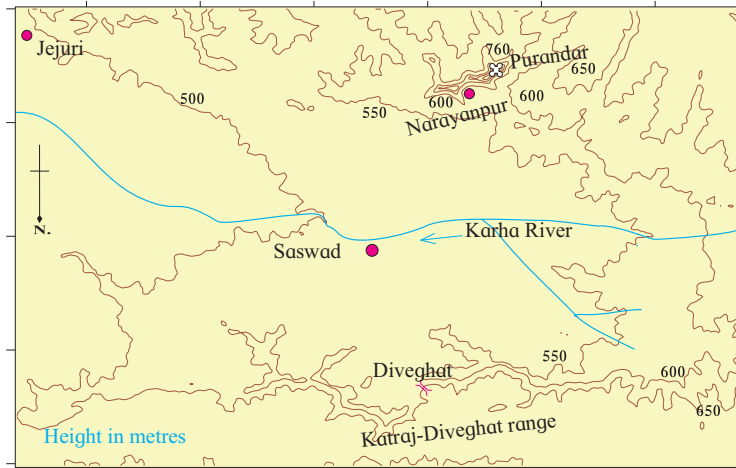 760
Purandar
Jejuri
650
500
600
600
550
Narayanpur
N.
Karha River
Saswad
550
Diveghat
600
650
Katraj-Diveghat range
Height in metres